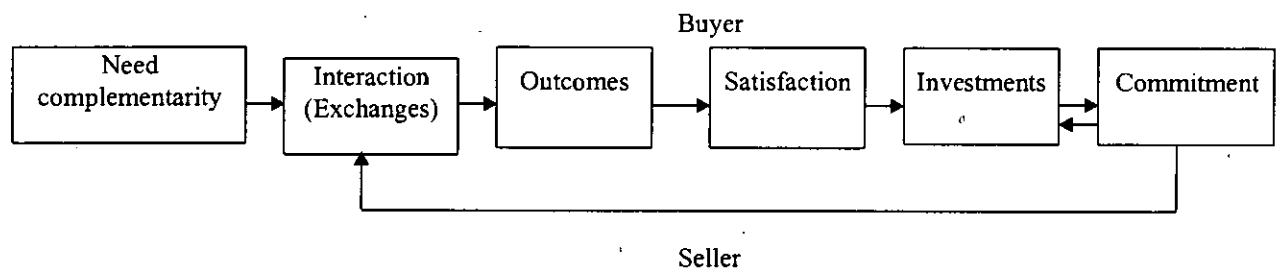 Buyer
Need
complementarity
Interaction
(Exchanges)
Outcomes
Satisfaction
Investments
Commitment
Seller